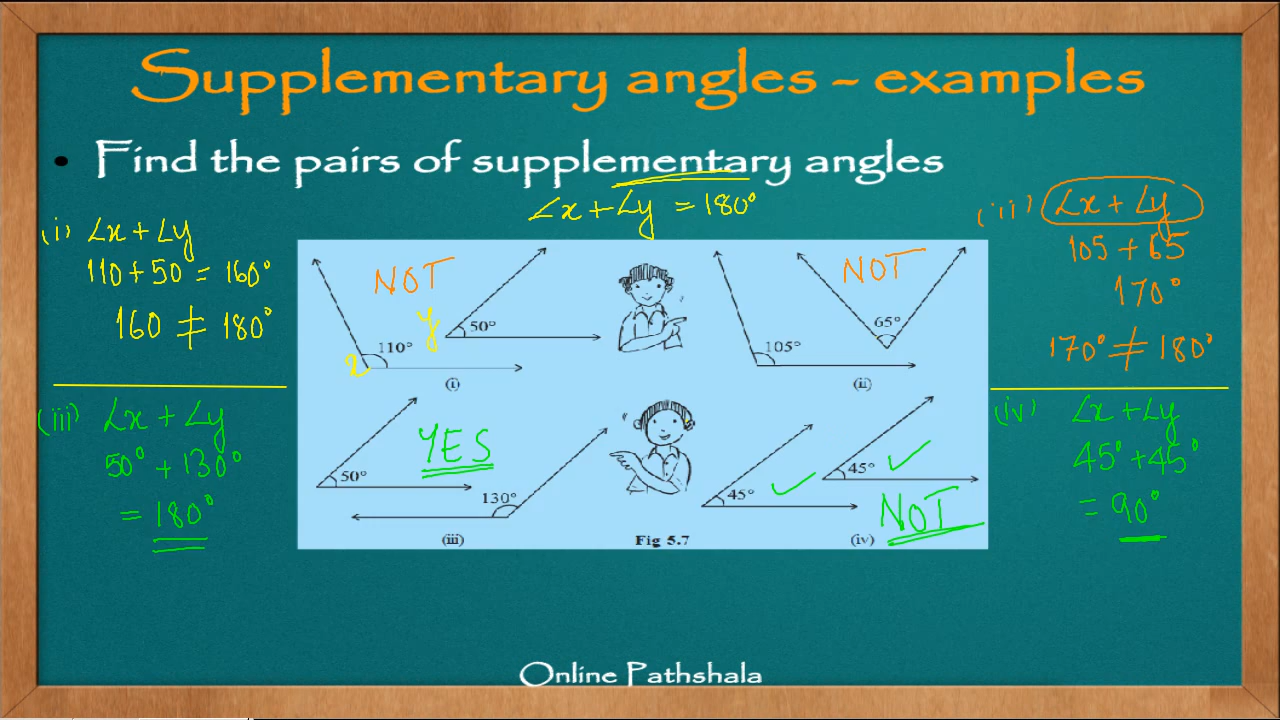 Supplementary angles - examples
• Find the pairs of supplementary angles
∠x + ∠y = 180°
(i) ∠x + ∠y
110 + 50 = 160°
160 ≠ 180°
(ii) ∠x + ∠y
105 + 65
170°
170° ≠ 180°
NOT
x
110°
y
50°
(i)
NOT
105°
65°
(ii)
(iii) ∠x + ∠y
50° + 130°
= 180°
50°
YES
130°
(iii)
Fig 5.7
45°
45°
NOT
(iv)
(iv) ∠x + ∠y
45° + 45°
= 90°
Online Pathshala